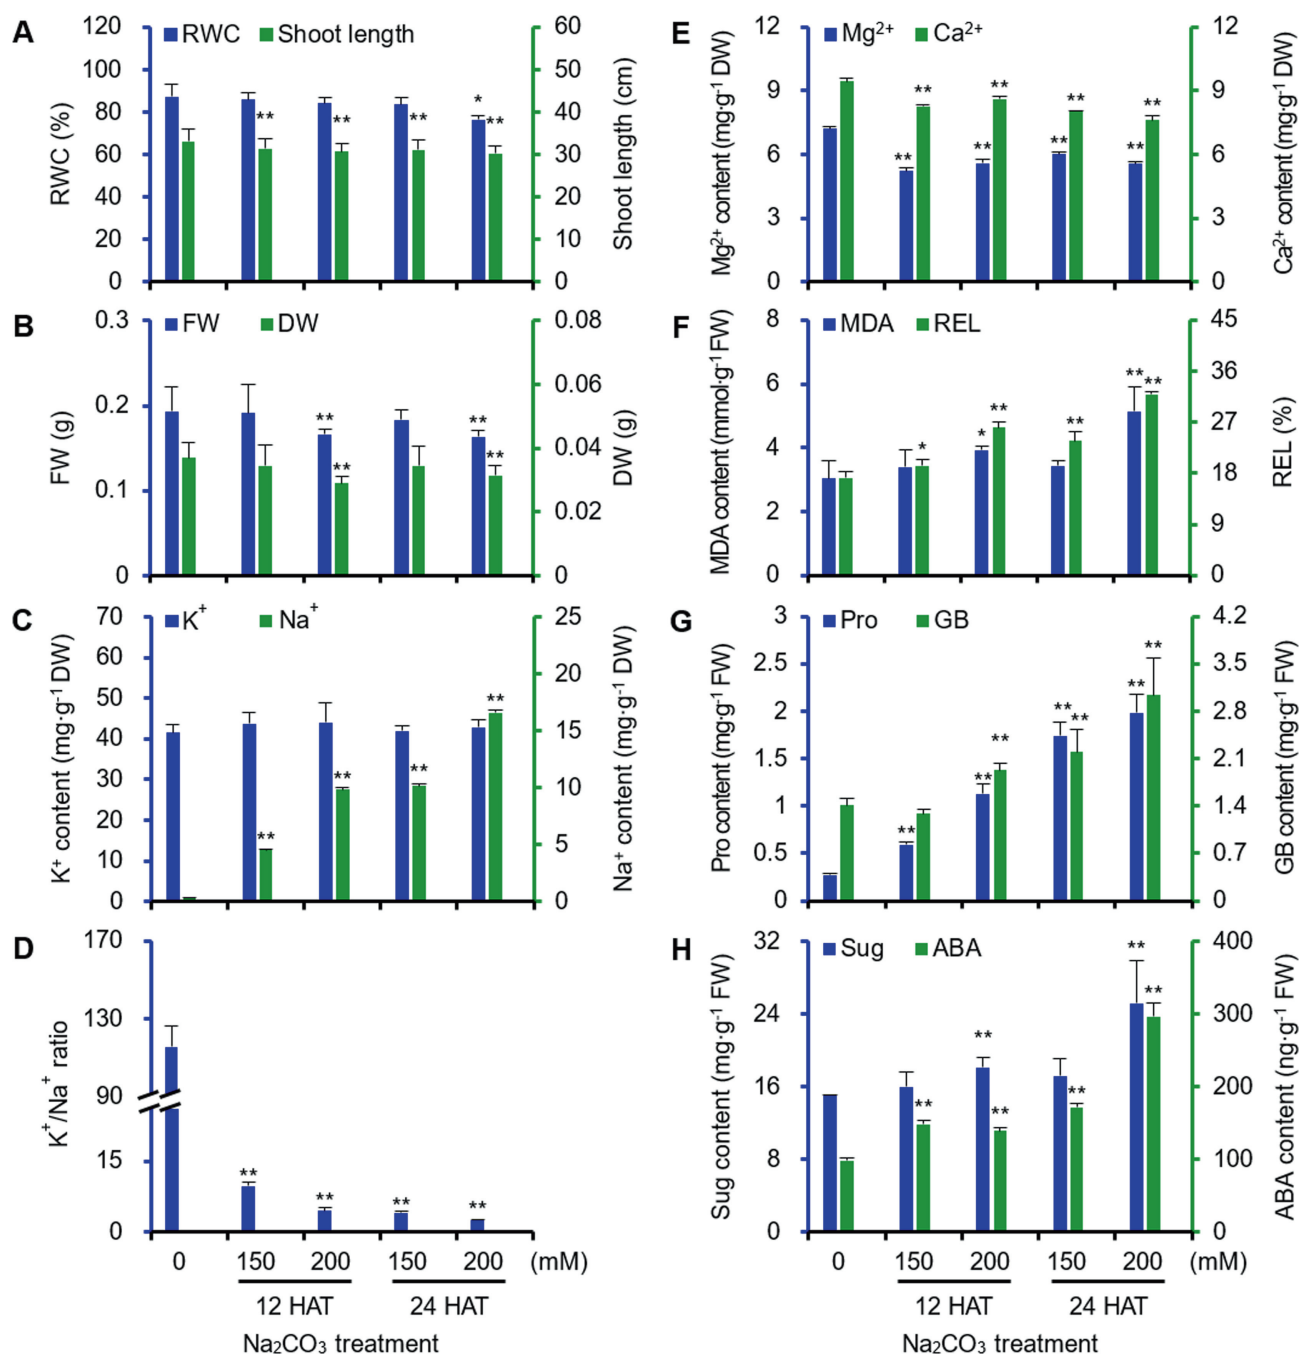 A
RWC Shoot length
RWC (%)
120
100
80
60
40
20
0
** ** ** * **
60
50
40
30
20
10
0
Shoot length (cm)
E
Mg²⁺ Ca²⁺
Mg²⁺ content (mg·g⁻¹ DW)
12
9
6
3
0
** ** ** **
** ** ** **
12
9
6
3
0
Ca²⁺ content (mg·g⁻¹ DW)
B
FW DW
FW (g)
0.3
0.2
0.1
0
** **
** **
0.08
0.06
0.04
0.02
0
DW (g)
F
MDA REL
MDA content (mmol·g⁻¹ FW)
8
6
4
2
0
* * ** ** ** **
45
36
27
18
9
0
REL (%)
C
K⁺ Na⁺
K⁺ content (mg·g⁻¹ DW)
70
60
50
40
30
20
10
0
** ** ** **
25
20
15
10
5
0
Na⁺ content (mg·g⁻¹ DW)
G
Pro GB
Pro content (mg·g⁻¹ FW)
3
2.5
2
1.5
1
0.5
0
** ** ** ** ** ** **
4.2
3.5
2.8
2.1
1.4
0.7
0
GB content (mg·g⁻¹ FW)
D
K⁺/Na⁺ ratio
170
130
90
15
0
** ** ** **
0 150 200 150 200 (mM)
12 HAT 24 HAT
Na₂CO₃ treatment
H
Sug ABA
Sug content (mg·g⁻¹ FW)
32
24
16
8
0
** ** ** ** ** **
400
300
200
100
0
ABA content (ng·g⁻¹ FW)
0 150 200 150 200 (mM)
12 HAT 24 HAT
Na₂CO₃ treatment